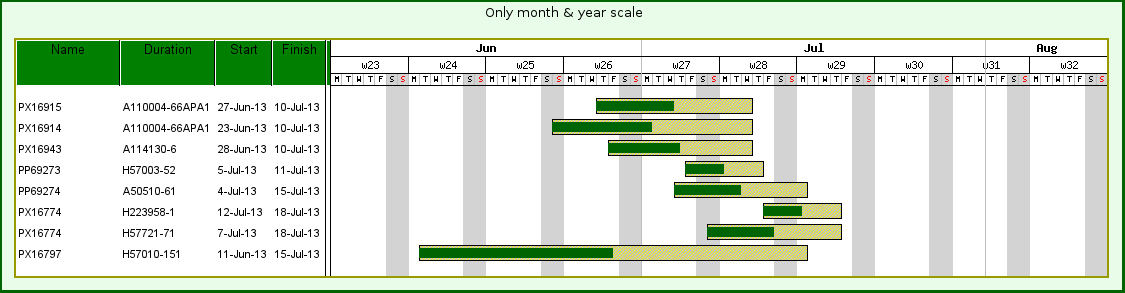 Only month & year scale
Name Duration Start Finish Jun Jul Aug
w23 w24 w25 w26 w27 w28 w29 w30 w31 w32
M T W T F S S M T W T F S S M T W T F S S M T W T F S S M T W T F S S M T W T F S S M T W T F S S M T W T F S S M T W T F S S M T W T F S S
PX16915 A110004-66APA1 27-Jun-13 10-Jul-13
PX16914 A110004-66APA1 23-Jun-13 10-Jul-13
PX16943 A114130-6 28-Jun-13 10-Jul-13
PP69273 H57003-52 5-Jul-13 11-Jul-13
PP69274 A50510-61 4-Jul-13 15-Jul-13
PX16774 H223958-1 12-Jul-13 18-Jul-13
PX16774 H57721-71 7-Jul-13 18-Jul-13
PX16797 H57010-151 11-Jun-13 15-Jul-13